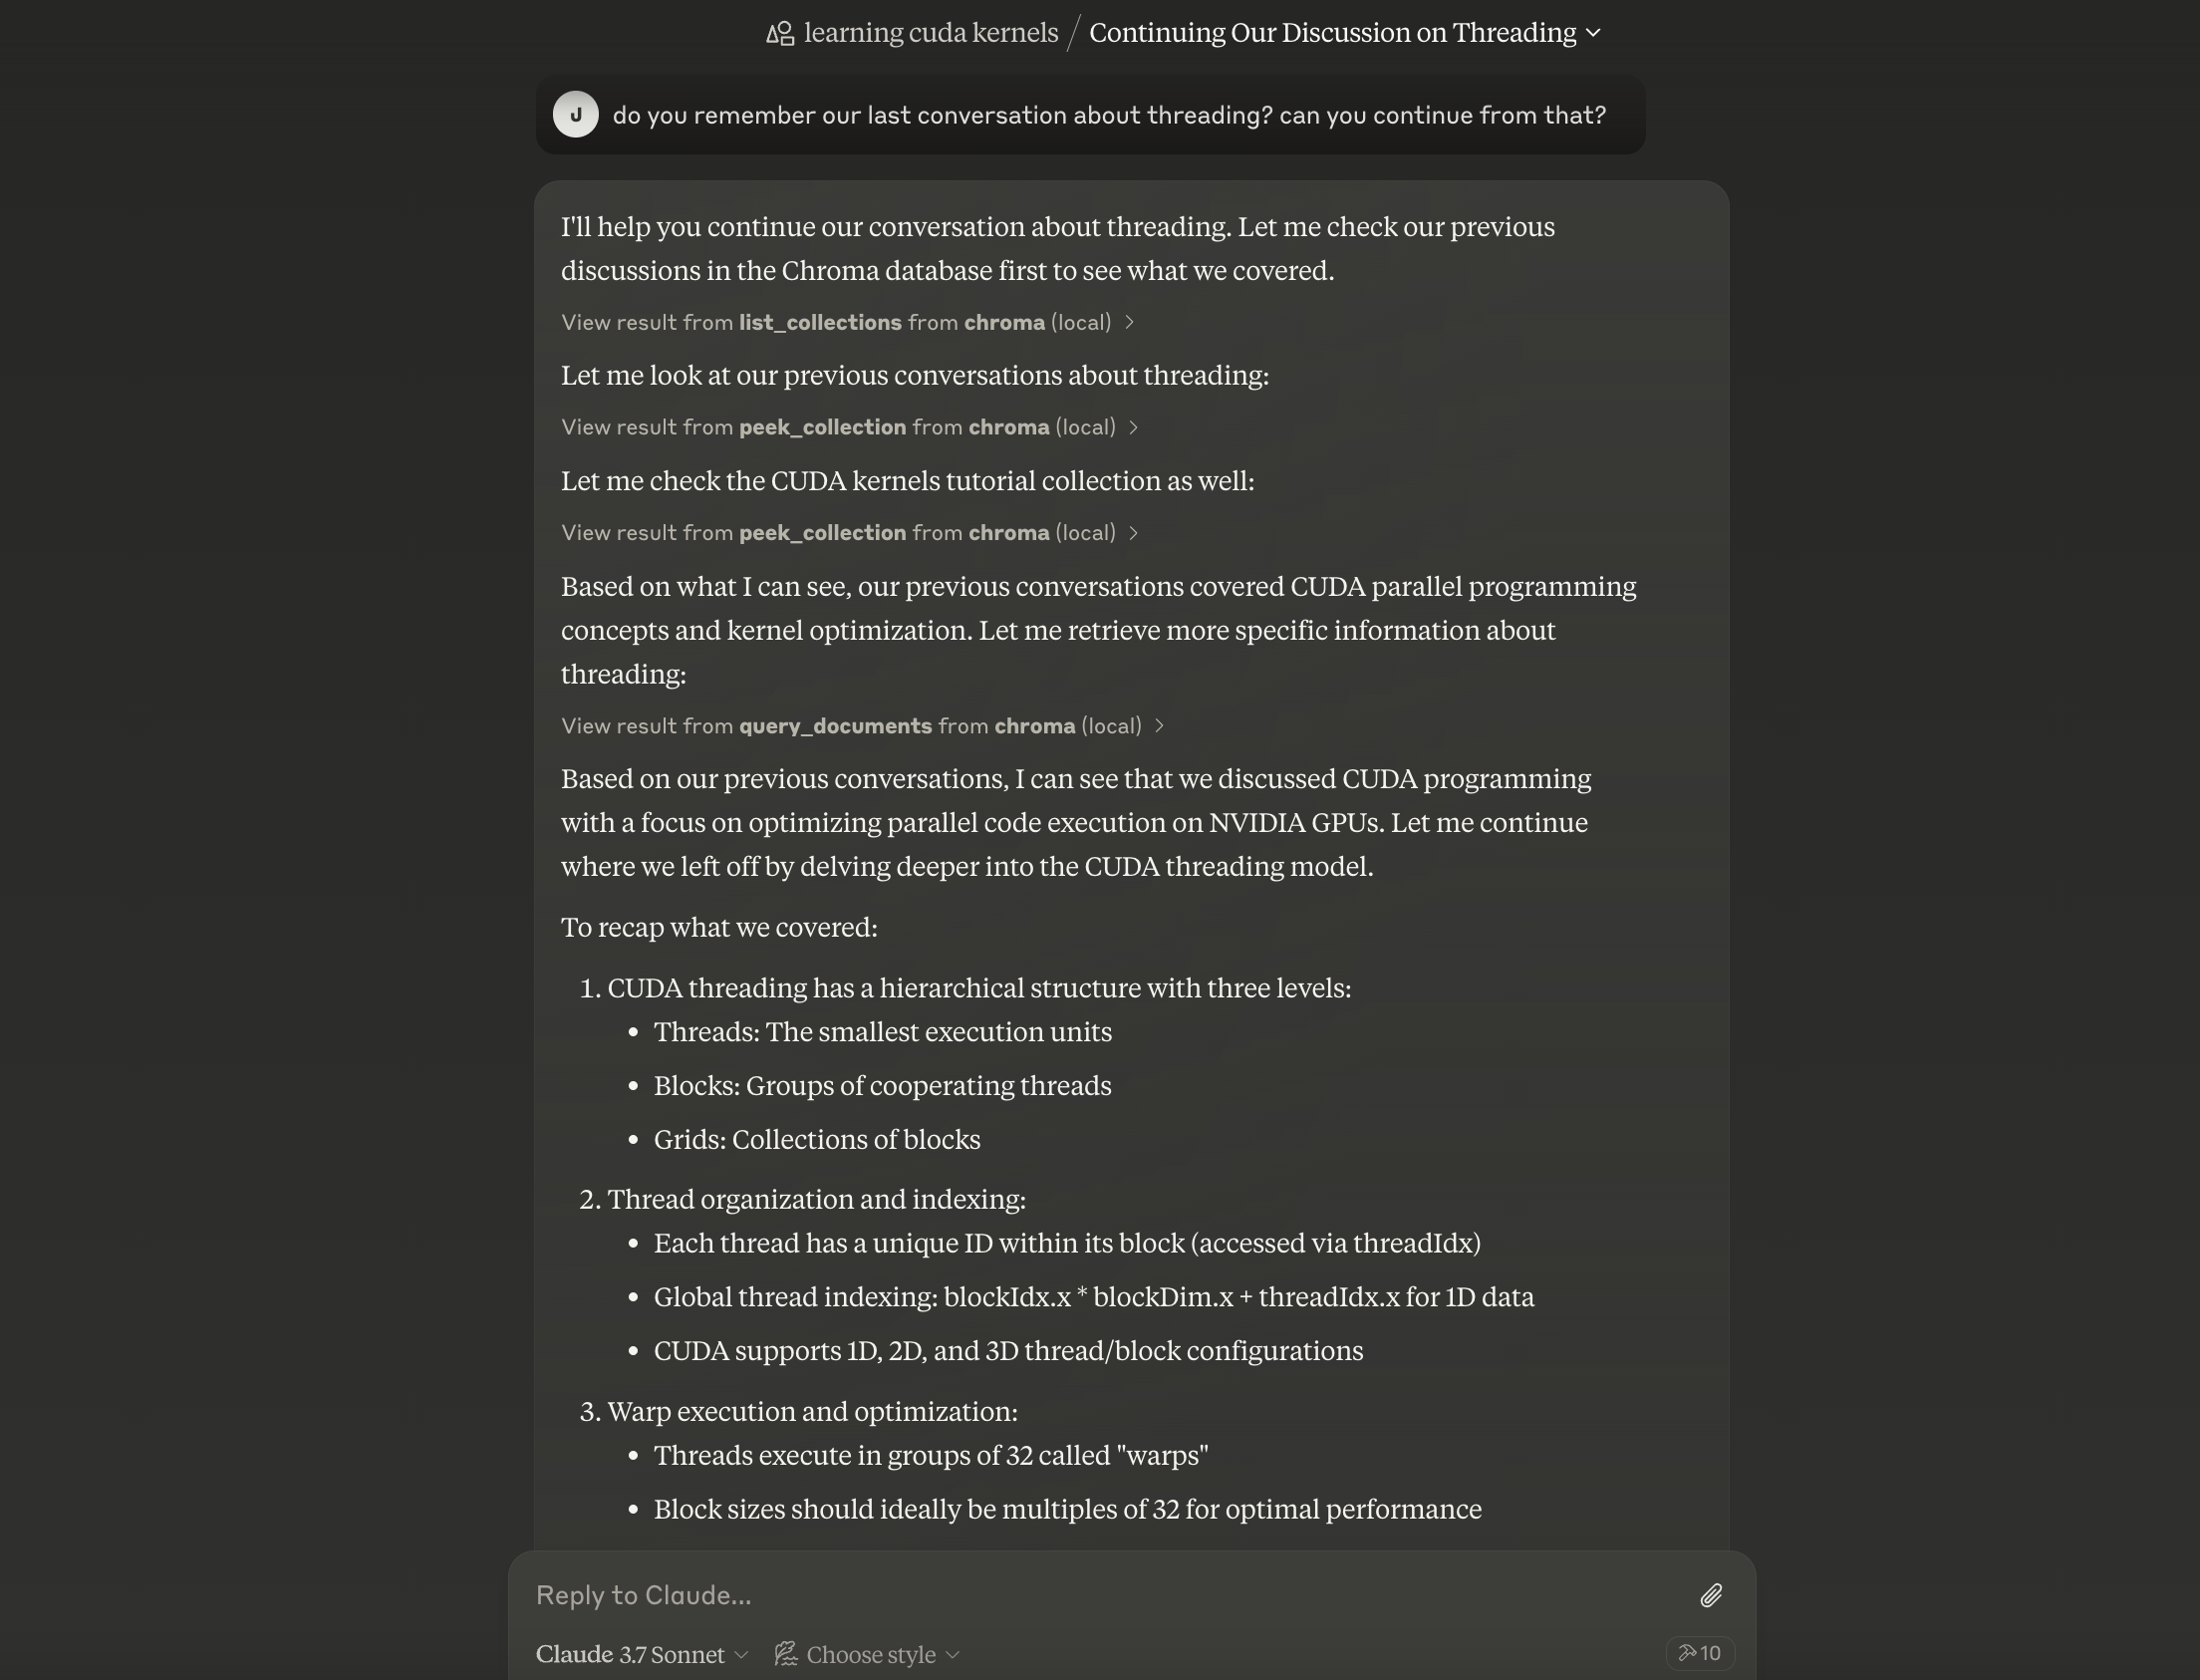 learning cuda kernels / Continuing Our Discussion on Threading
J do you remember our last conversation about threading? can you continue from that?
I'll help you continue our conversation about threading. Let me check our previous
discussions in the Chroma database first to see what we covered.
View result from list_collections from chroma (local)
Let me look at our previous conversations about threading:
View result from peek_collection from chroma (local)
Let me check the CUDA kernels tutorial collection as well:
View result from peek_collection from chroma (local)
Based on what I can see, our previous conversations covered CUDA parallel programming
concepts and kernel optimization. Let me retrieve more specific information about
threading:
View result from query_documents from chroma (local)
Based on our previous conversations, I can see that we discussed CUDA programming
with a focus on optimizing parallel code execution on NVIDIA GPUs. Let me continue
where we left off by delving deeper into the CUDA threading model.
To recap what we covered:
1. CUDA threading has a hierarchical structure with three levels:
• Threads: The smallest execution units
• Blocks: Groups of cooperating threads
• Grids: Collections of blocks
2. Thread organization and indexing:
• Each thread has a unique ID within its block (accessed via threadIdx)
• Global thread indexing: blockIdx.x * blockDim.x + threadIdx.x for 1D data
• CUDA supports 1D, 2D, and 3D thread/block configurations
3. Warp execution and optimization:
• Threads execute in groups of 32 called "warps"
• Block sizes should ideally be multiples of 32 for optimal performance
Reply to Claude...
Claude 3.7 Sonnet Choose style 10